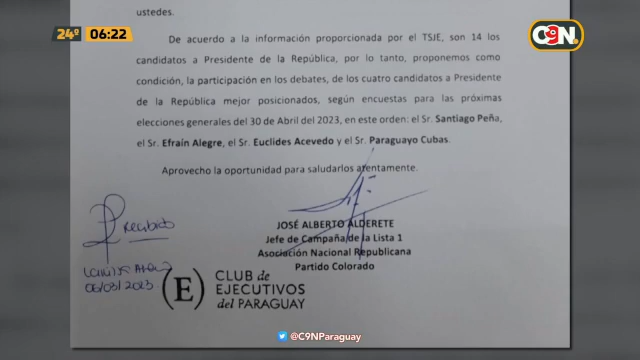 24º 06:22
C9N
ustedes.
De acuerdo a la información proporcionada por el TSJE, son 14 los
candidatos a Presidente de la República, por lo tanto, proponemos como
condición, la participación en los debates, de los cuatro candidatos a Presidente
de la República mejor posicionados, según encuestas para las próximas
elecciones generales del 30 de Abril del 2023, en este orden: el Sr. Santiago Peña,
el Sr. Efraín Alegre, el Sr. Euclides Acevedo y el Sr. Paraguayo Cubas.
Aprovecho la oportunidad para saludarlos atentamente.
JOSÉ ALBERTO ALDERETE
Jefe de Campaña de la Lista 1
Asociación Nacional Republicana
Partido Colorado
Recibido
06/03/2023
(E) CLUB de
EJECUTIVOS
del PARAGUAY
@C9NParaguay